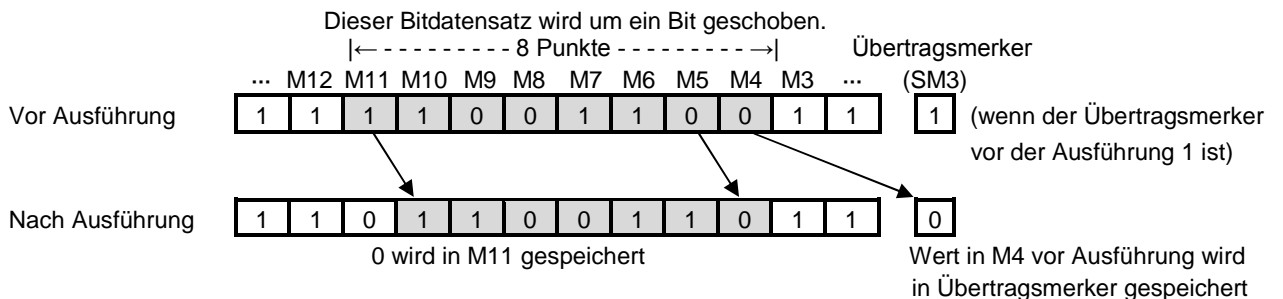 Dieser Bitdatensatz wird um ein Bit geschoben.
|← - - - - - - - - - 8 Punkte - - - - - - - - - →| Übertragsmerker
... M12 M11 M10 M9 M8 M7 M6 M5 M4 M3 ... (SM3)
Vor Ausführung 1 1 1 1 0 0 1 1 0 0 1 1 1 (wenn der Übertragsmerker
vor der Ausführung 1 ist)
Nach Ausführung 1 1 0 1 1 0 0 1 1 0 1 1 0
0 wird in M11 gespeichert Wert in M4 vor Ausführung wird
in Übertragsmerker gespeichert